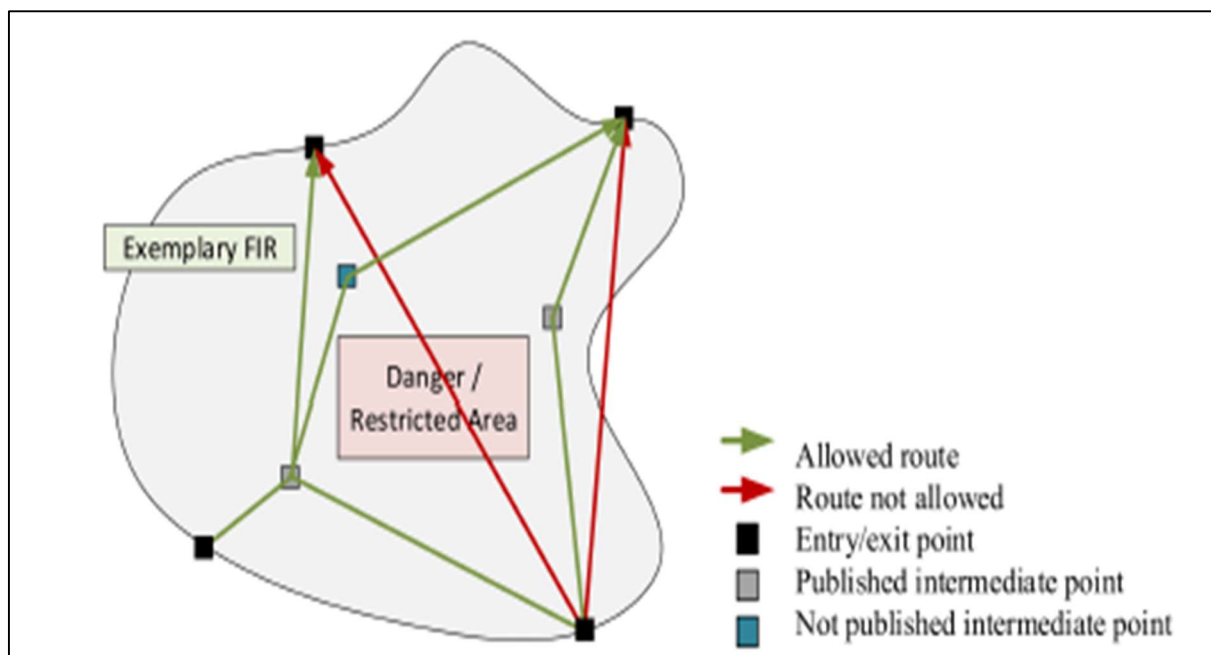 Exemplary FIR
Danger /
Restricted Area
Allowed route
Route not allowed
Entry/exit point
Published intermediate point
Not published intermediate point